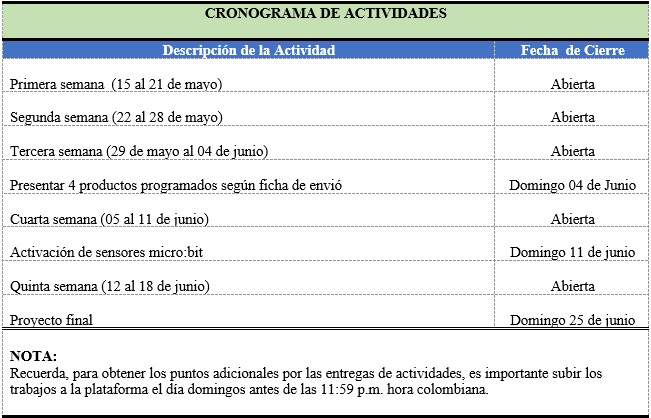 CRONOGRAMA DE ACTIVIDADES
Descripción de la Actividad Fecha de Cierre
Primera semana (15 al 21 de mayo) Abierta
Segunda semana (22 al 28 de mayo) Abierta
Tercera semana (29 de mayo al 04 de junio) Abierta
Presentar 4 productos programados según ficha de envió Domingo 04 de Junio
Cuarta semana (05 al 11 de junio) Abierta
Activación de sensores micro:bit Domingo 11 de junio
Quinta semana (12 al 18 de junio) Abierta
Proyecto final Domingo 25 de junio
NOTA:
Recuerda, para obtener los puntos adicionales por las entregas de actividades, es importante subir los
trabajos a la plataforma el día domingos antes de las 11:59 p.m. hora colombiana.